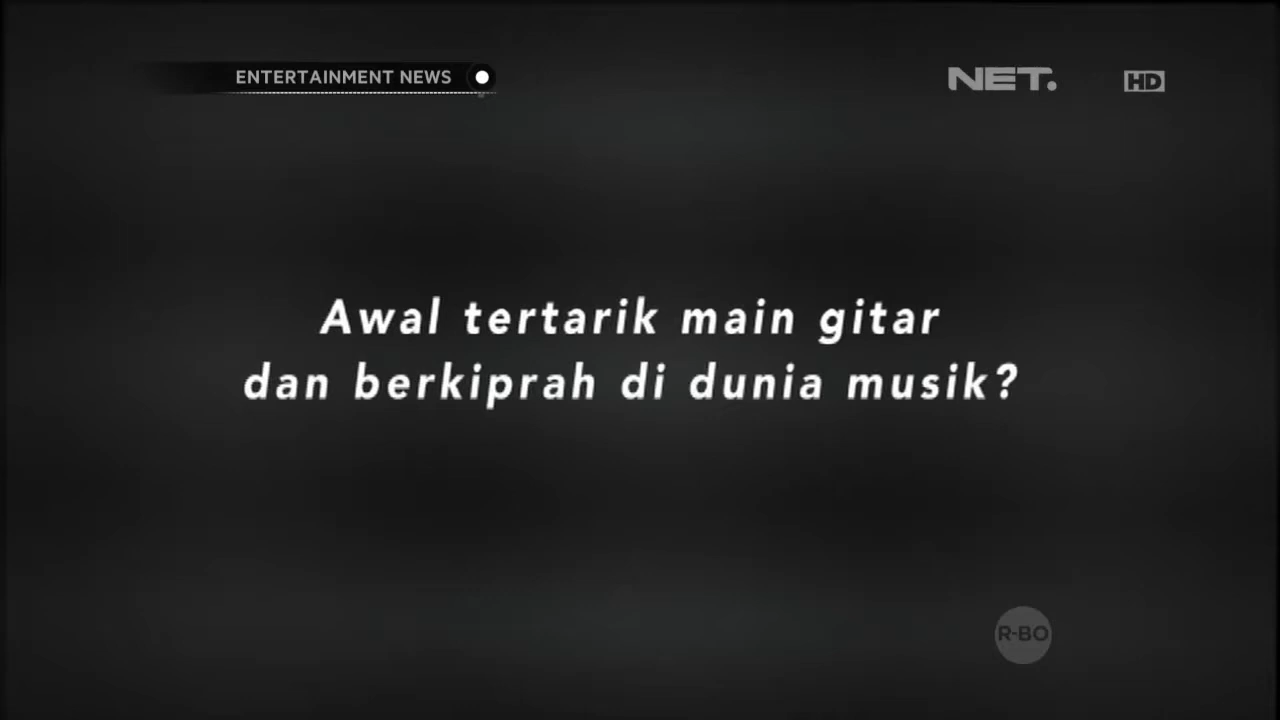 ENTERTAINMENT NEWS
NET.
HD
Awal tertarik main gitar
dan berkiprah di dunia musik?
R-BO